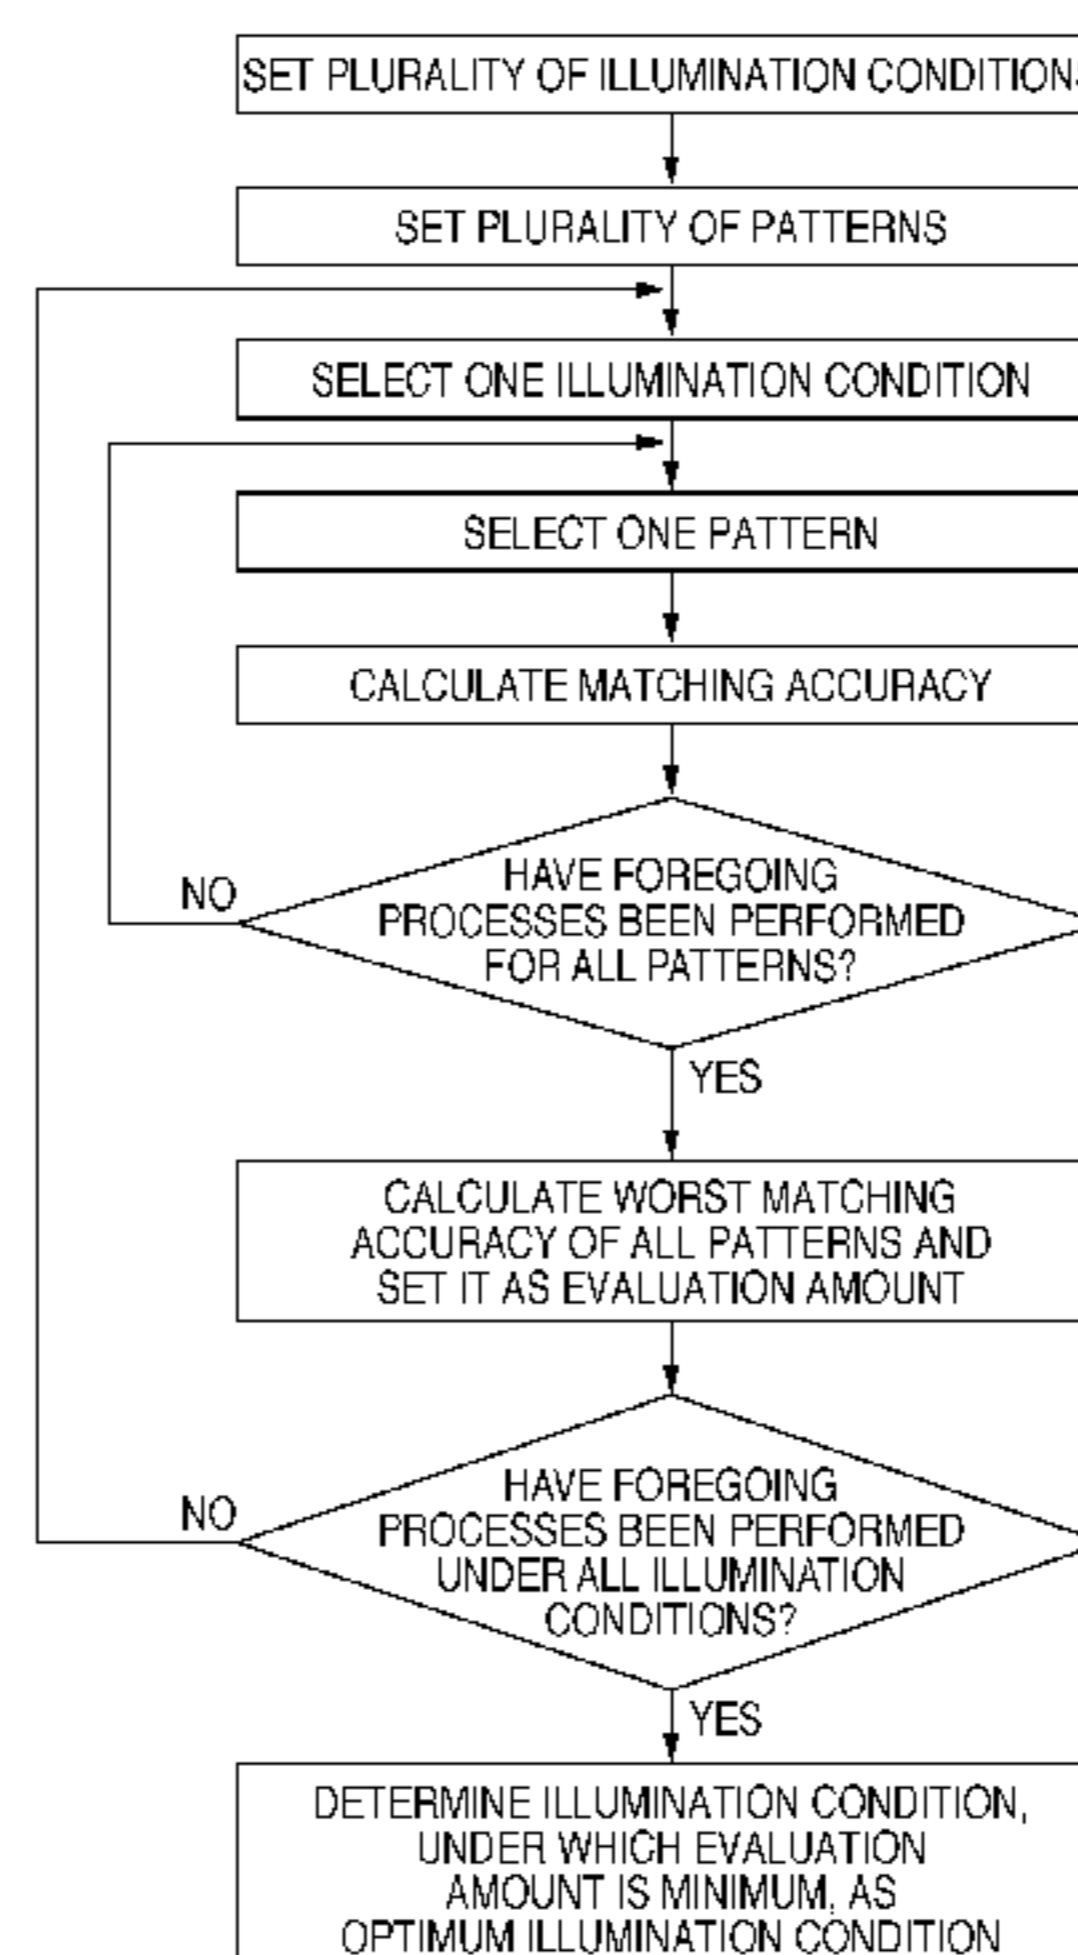 SET PLURALITY OF ILLUMINATION CONDITIONS
SET PLURALITY OF PATTERNS
SELECT ONE ILLUMINATION CONDITION
SELECT ONE PATTERN
CALCULATE MATCHING ACCURACY
HAVE FOREGOING
PROCESSES BEEN PERFORMED
FOR ALL PATTERNS?
NO
YES
CALCULATE WORST MATCHING
ACCURACY OF ALL PATTERNS AND
SET IT AS EVALUATION AMOUNT
HAVE FOREGOING
PROCESSES BEEN PERFORMED
UNDER ALL ILLUMINATION
CONDITIONS?
NO
YES
DETERMINE ILLUMINATION CONDITION,
UNDER WHICH EVALUATION
AMOUNT IS MINIMUM, AS
OPTIMUM ILLUMINATION CONDITION